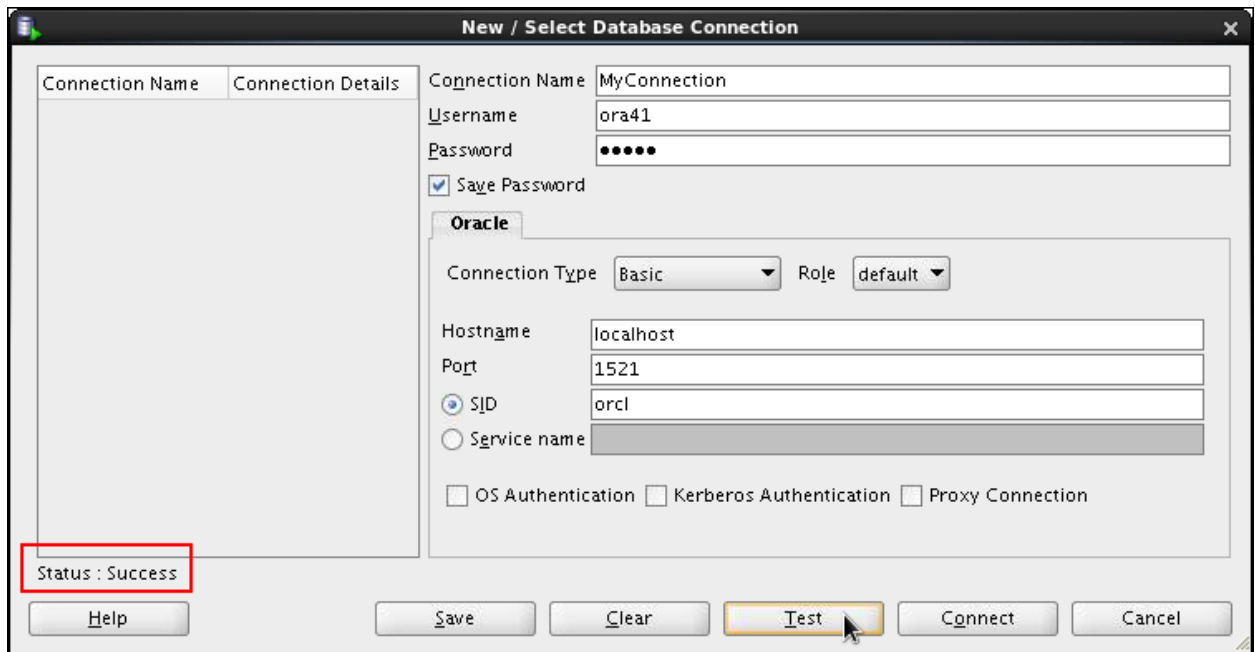 New / Select Database Connection
Connection Name Connection Details
Connection Name MyConnection
Username ora41
Password •••••
Save Password
Oracle
Connection Type Basic Role default
Hostname localhost
Port 1521
SID orcl
Service name
OS Authentication Kerberos Authentication Proxy Connection
Status : Success
Help Save Clear Test Connect Cancel